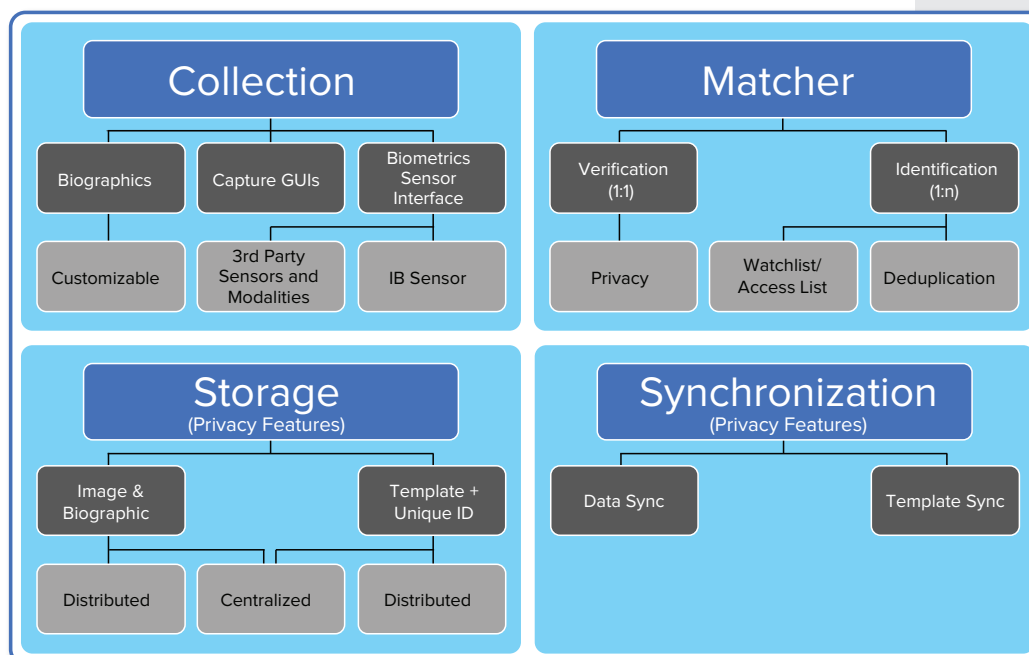 Collection
Biographics
Capture GUIs
Biometrics
Sensor
Interface
Customizable
3rd Party
Sensors and
Modalities
IB Sensor
Matcher
Verification
(1:1)
Identification
(1:n)
Privacy
Watchlist/
Access List
Deduplication
Storage
(Privacy Features)
Image &
Biographic
Template +
Unique ID
Distributed
Centralized
Distributed
Synchronization
(Privacy Features)
Data Sync
Template Sync